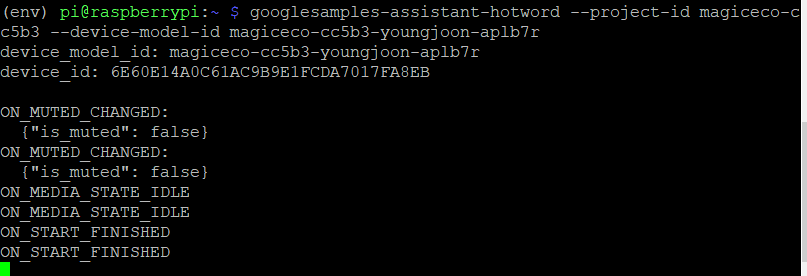 (env) pi@raspberrypi:~ $ googlesamples-assistant-hotword --project-id magiceco-c
c5b3 --device-model-id magiceco-cc5b3-youngjoon-aplb7r
device_model_id: magiceco-cc5b3-youngjoon-aplb7r
device_id: 6E60E14A0C61AC9B9E1FCDA7017FA8EB
ON_MUTED_CHANGED:
{"is_muted": false}
ON_MUTED_CHANGED:
{"is_muted": false}
ON_MEDIA_STATE_IDLE
ON_MEDIA_STATE_IDLE
ON_START_FINISHED
ON_START_FINISHED